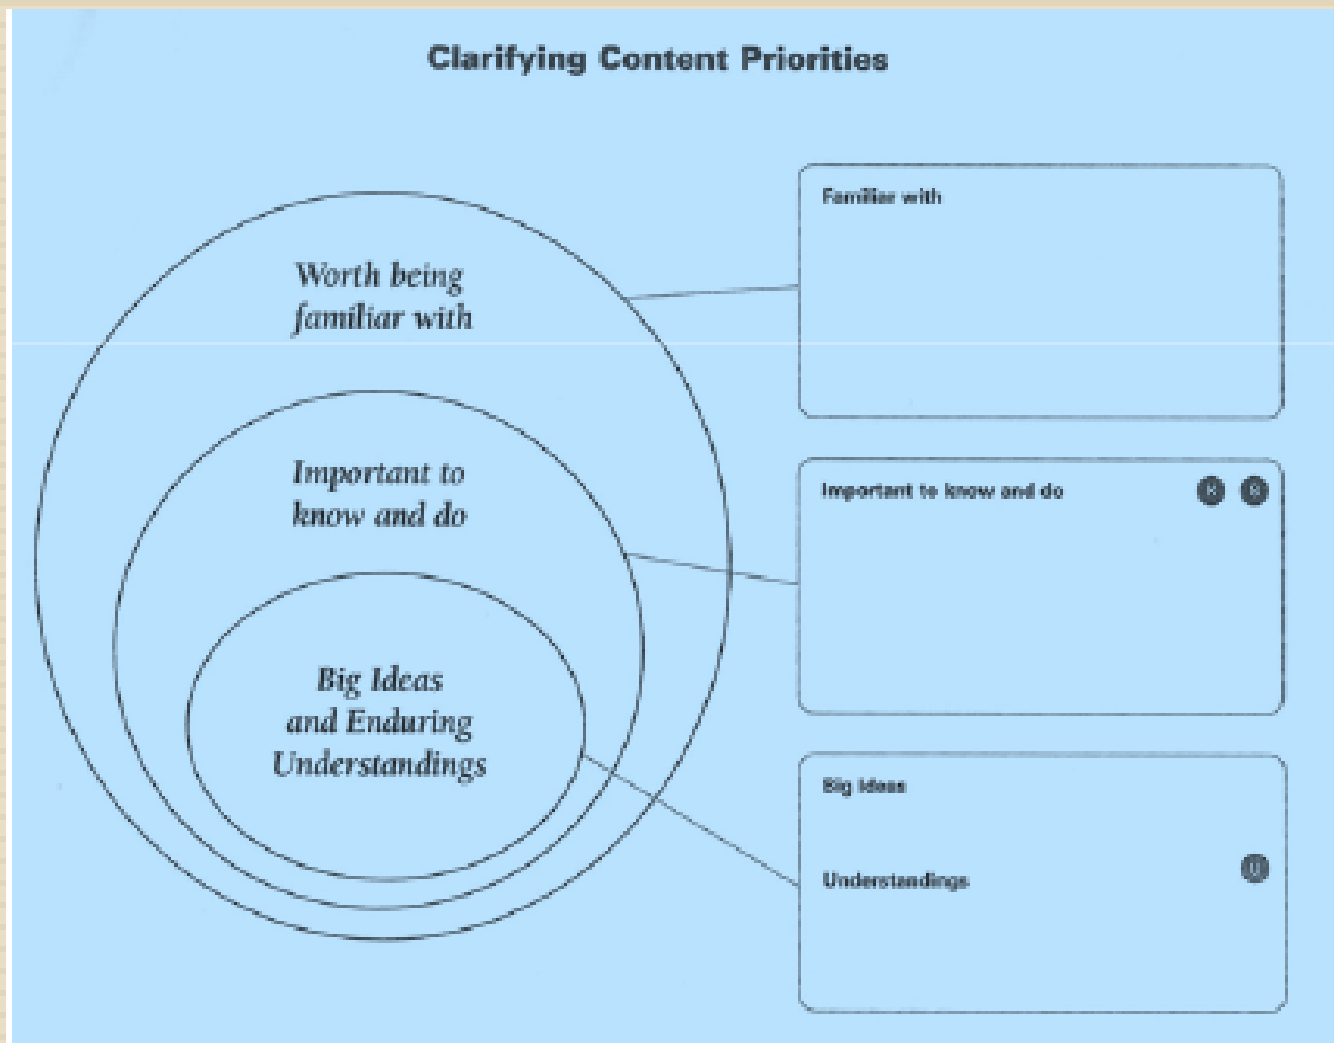 Clarifying Content Priorities
Worth being
familiar with
Important to
know and do
Big Ideas
and Enduring
Understandings
Familiar with
Important to know and do
Big Ideas
Understandings
U